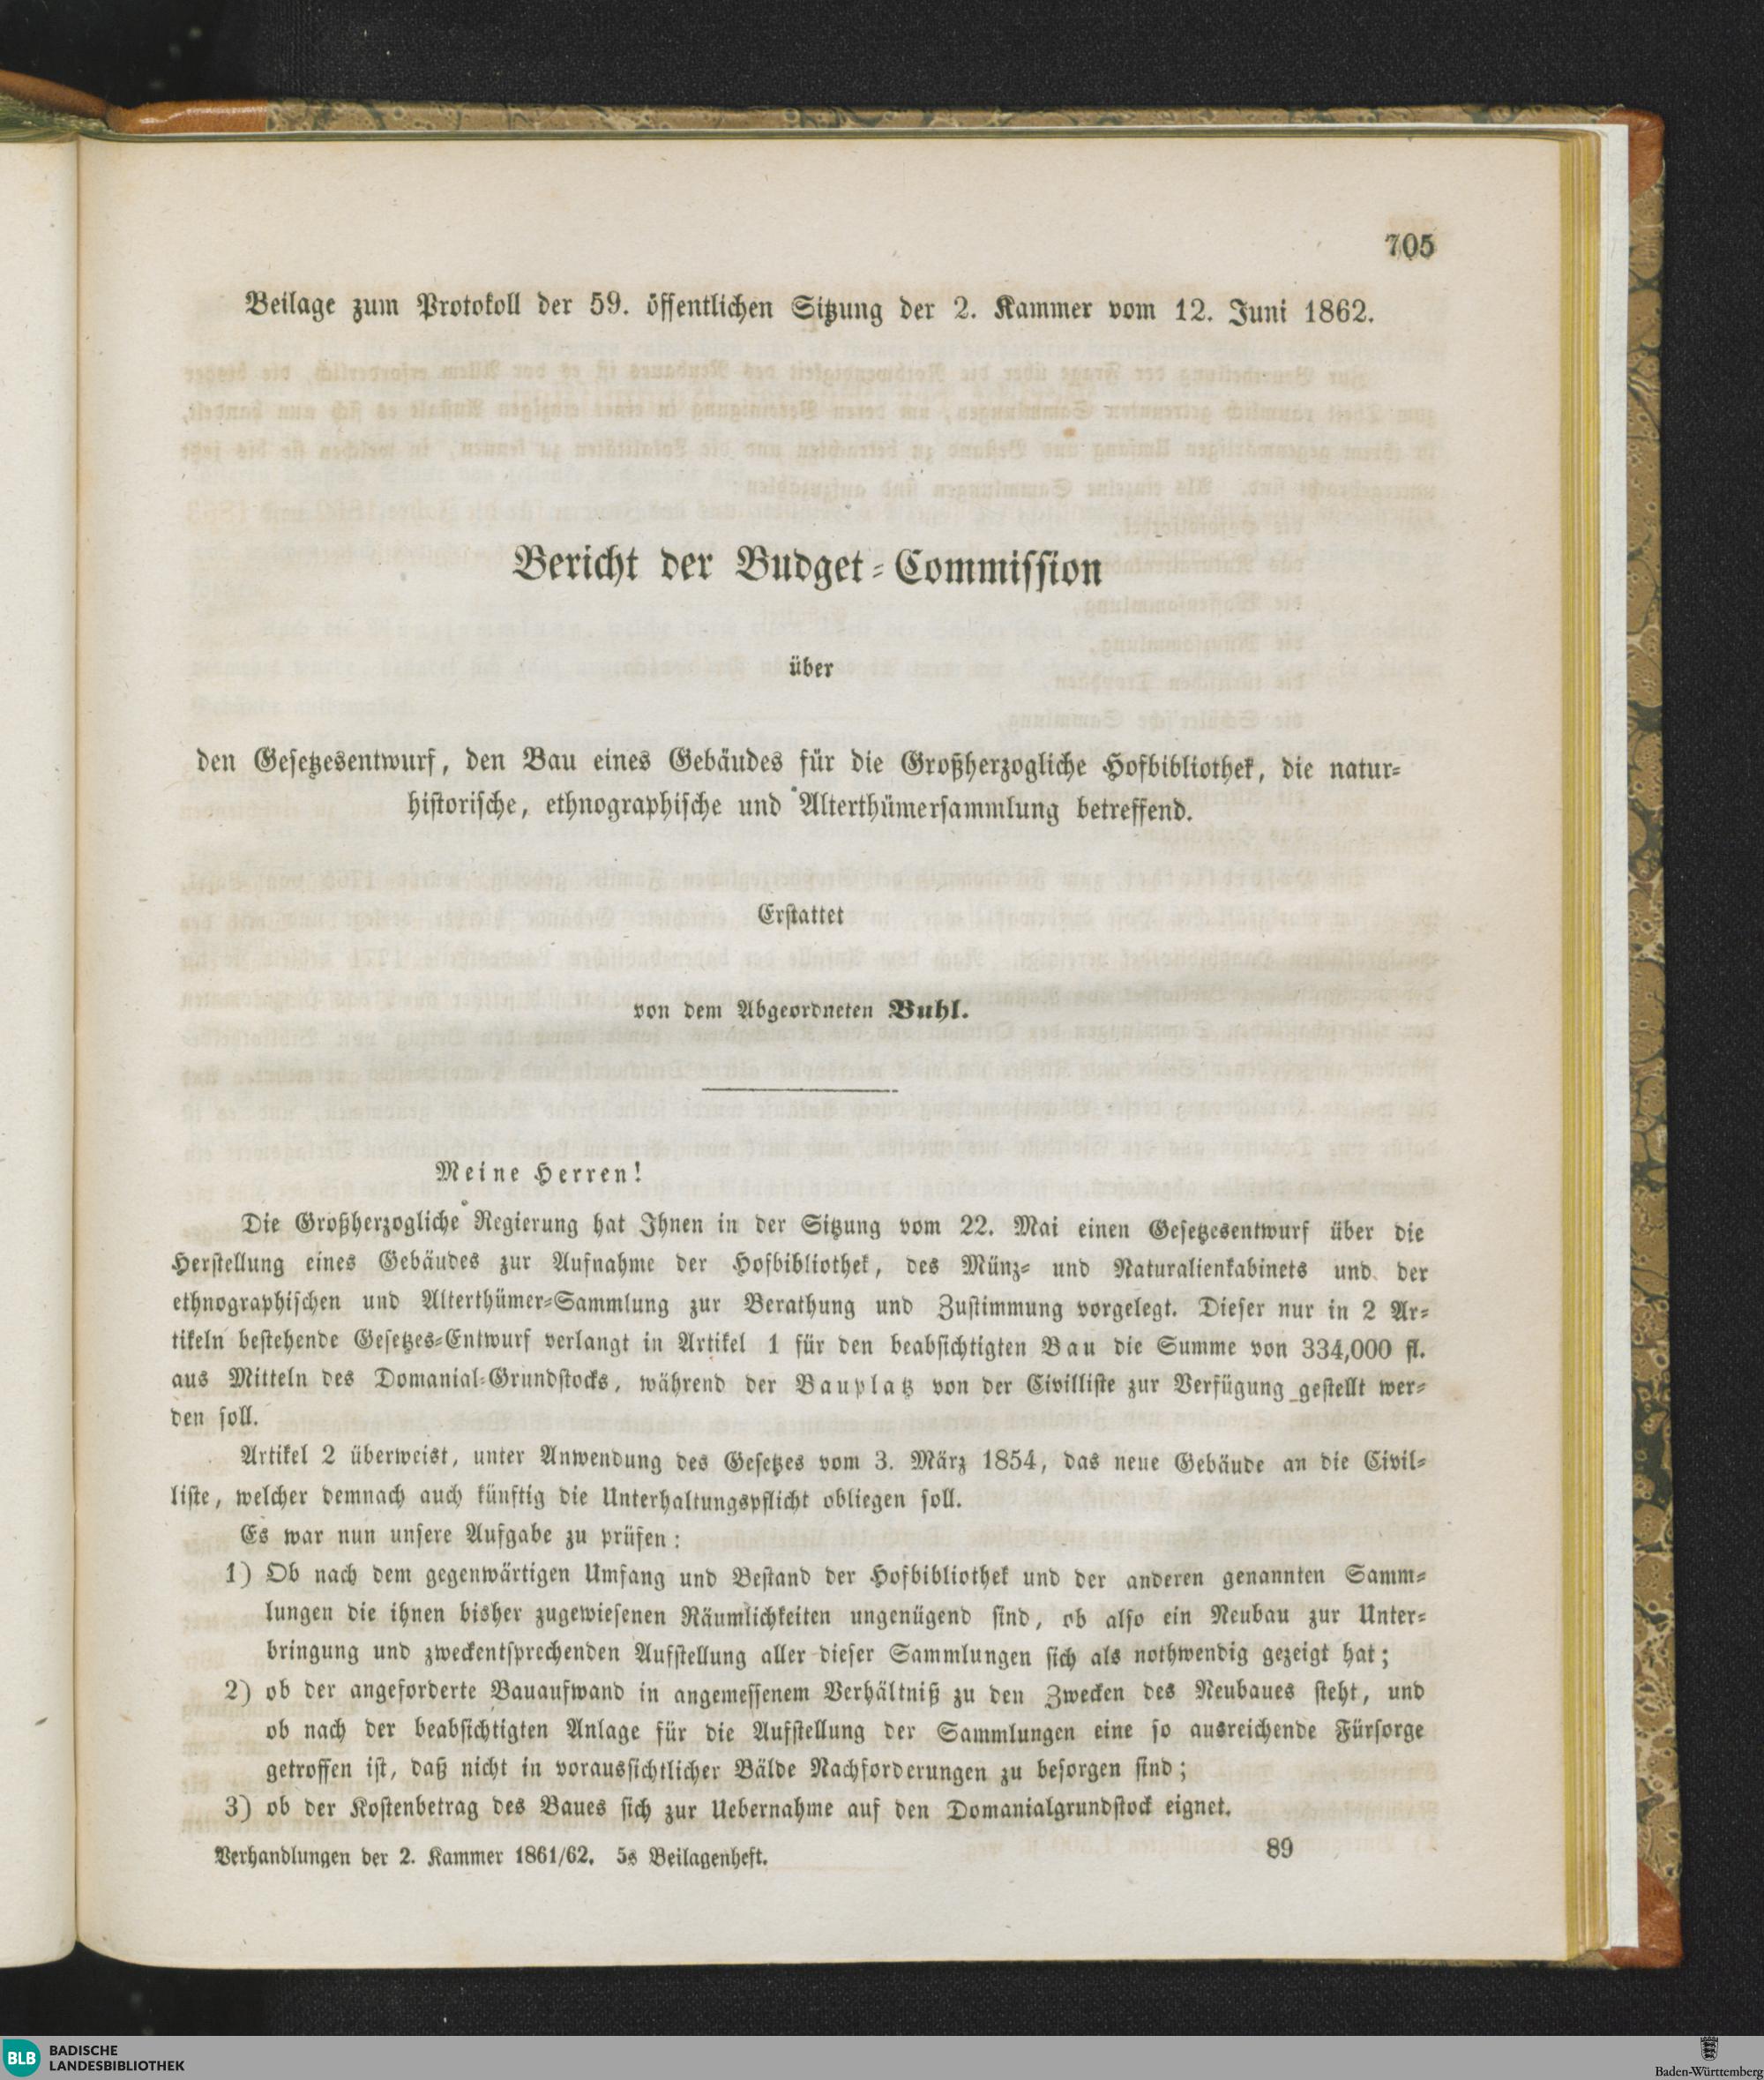 705
Beilage zum Protokoll der 59. öffentlichen Sitzung der 2. Kammer vom 12. Juni 1862.
Bericht der Budget-Commission
über
den Gesetzesentwurf, den Bau eines Gebäudes für die Großherzogliche Hofbibliothek, die natur-
historische, ethnographische und Alterthümersammlung betreffend.
Erstattet
von dem Abgeordneten Buhl.
Meine Herren!
Die Großherzogliche Regierung hat Ihnen in der Sitzung vom 22. Mai einen Gesetzesentwurf über die
Herstellung eines Gebäudes zur Aufnahme der Hofbibliothek, des Münz- und Naturalienkabinets und der
ethnographischen und Alterthümer-Sammlung zur Berathung und Zustimmung vorgelegt. Dieser nur in 2 Ar-
tikeln bestehende Gesetzes-Entwurf verlangt in Artikel 1 für den beabsichtigten Bau die Summe von 334,000 fl.
aus Mitteln des Domanial-Grundstocks, während der Bauplatz von der Civilliste zur Verfügung gestellt wer-
den soll.
Artikel 2 überweist, unter Anwendung des Gesetzes vom 3. März 1854, das neue Gebäude an die Civil-
liste, welcher demnach auch künftig die Unterhaltungspflicht obliegen soll.
Es war nun unsere Aufgabe zu prüfen:
1) Ob nach dem gegenwärtigen Umfang und Bestand der Hofbibliothek und der anderen genannten Samm-
lungen die ihnen bisher zugewiesenen Räumlichkeiten ungenügend sind, ob also ein Neubau zur Unter-
bringung und zweckentsprechenden Aufstellung aller dieser Sammlungen sich als nothwendig gezeigt hat;
2) ob der angeforderte Bauaufwand in angemessenem Verhältniß zu den Zwecken des Neubaues steht, und
ob nach der beabsichtigten Anlage für die Aufstellung der Sammlungen eine so ausreichende Fürsorge
getroffen ist, daß nicht in voraussichtlicher Bälde Nachforderungen zu besorgen sind;
3) ob der Kostenbetrag des Baues sich zur Uebernahme auf den Domanialgrundstock eignet.
Verhandlungen der 2. Kammer 1861/62. 5s Beilagenheft.
89
BLB BADISCHE
LANDESBIBLIOTHEK
Baden-Württemberg